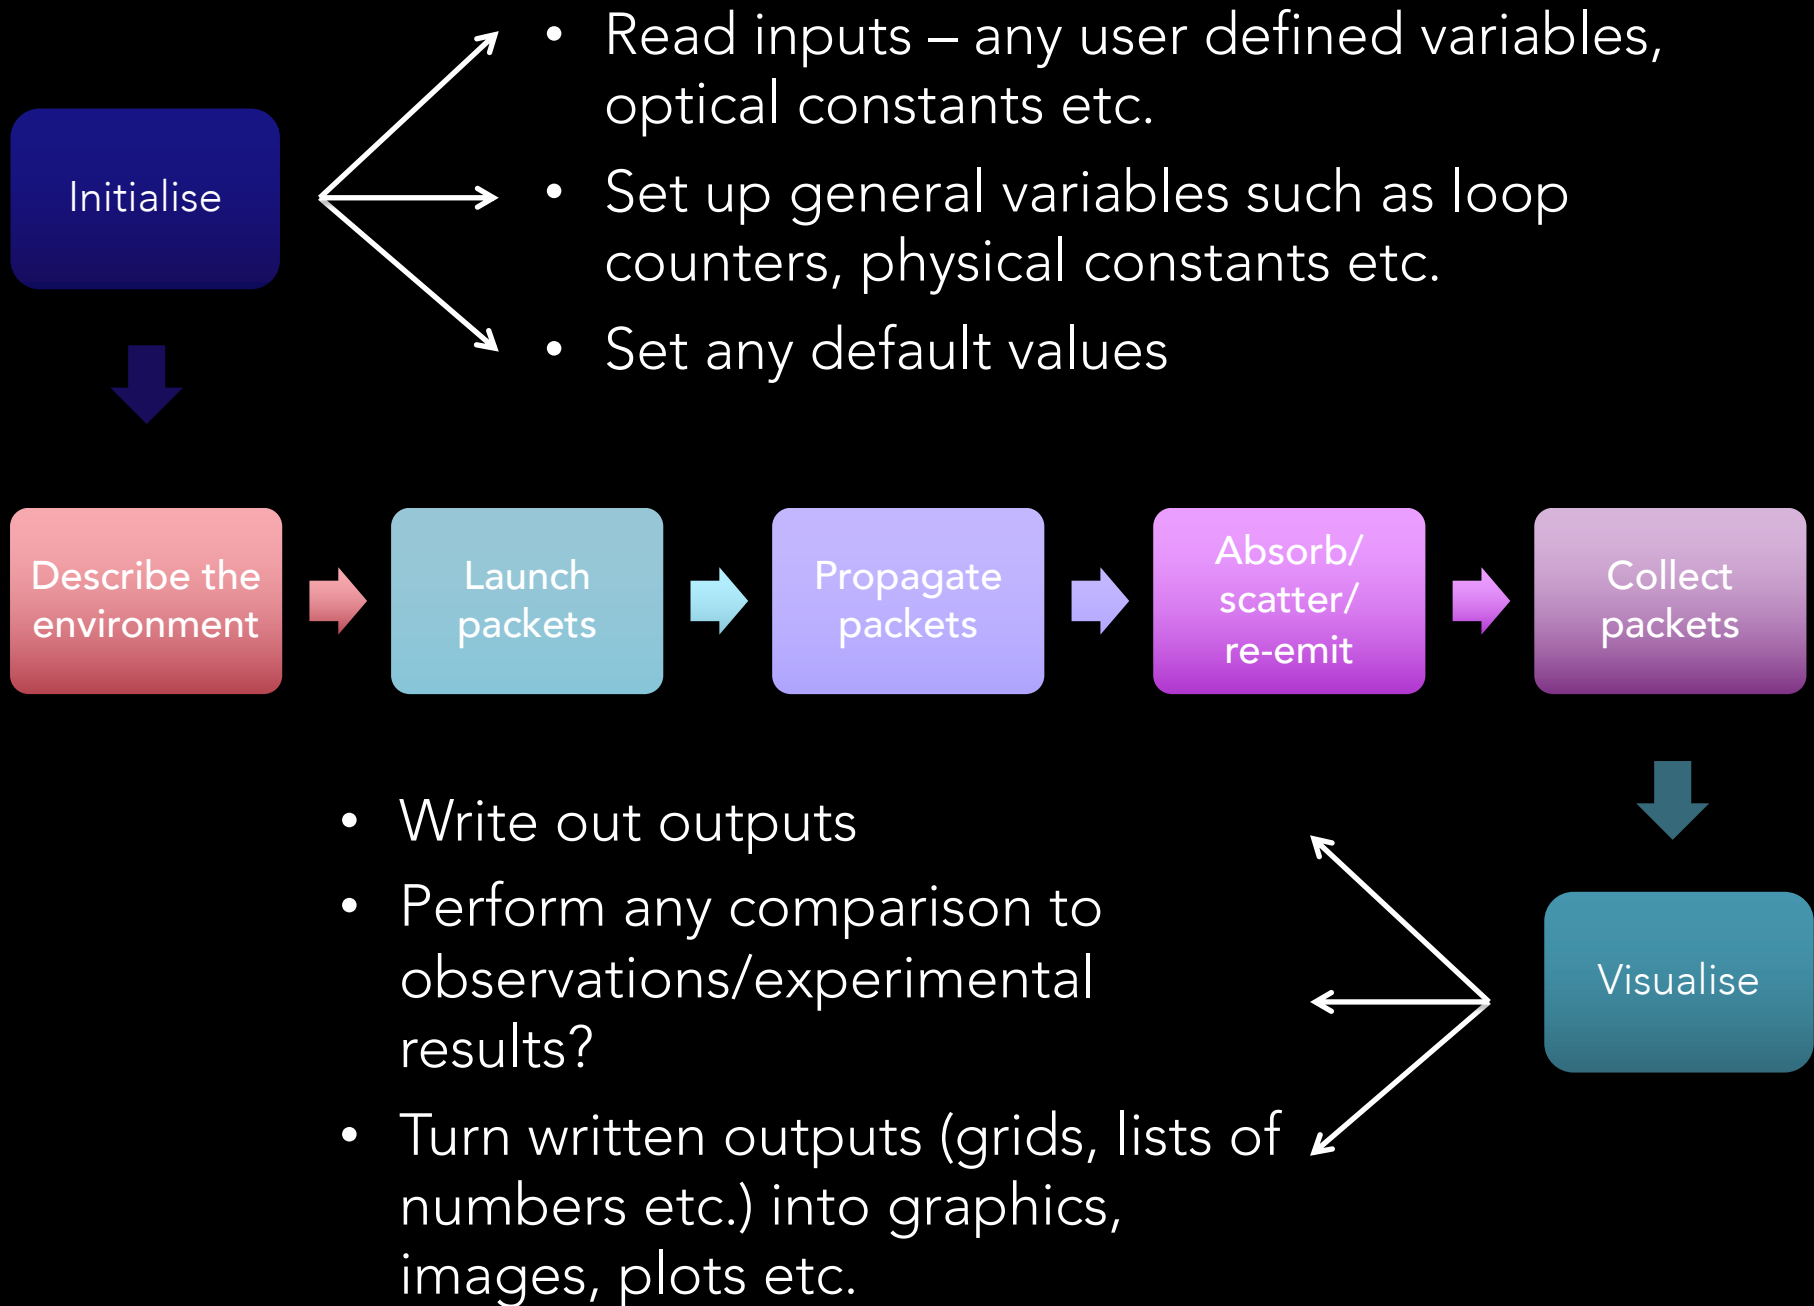 • Read inputs – any user defined variables,
optical constants etc.
Initialise
• Set up general variables such as loop
counters, physical constants etc.
• Set any default values
Describe the
environment
Launch
packets
Propagate
packets
Absorb/
scatter/
re-emit
Collect
packets
• Write out outputs
• Perform any comparison to
observations/experimental
results?
• Turn written outputs (grids, lists of
numbers etc.) into graphics,
images, plots etc.
Visualise